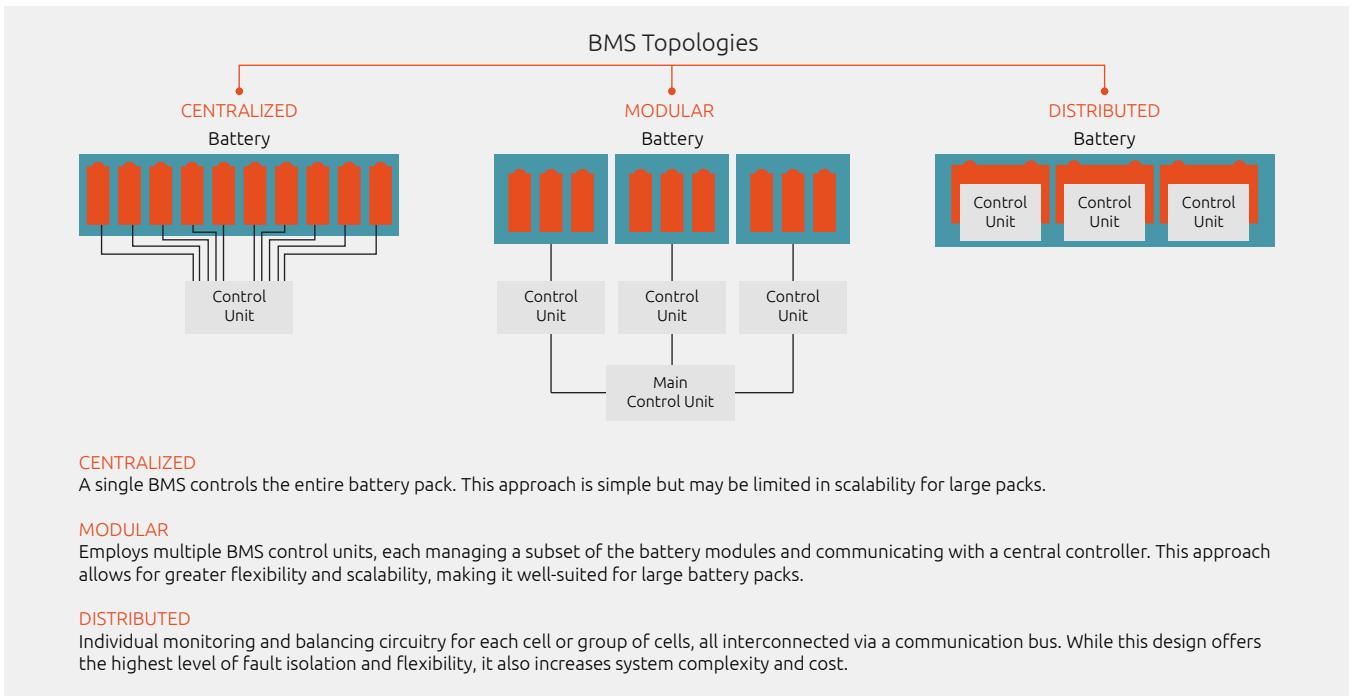 BMS Topologies
CENTRALIZED
Battery
Control
Unit
MODULAR
Battery
Control
Unit
Control
Unit
Control
Unit
Main
Control Unit
DISTRIBUTED
Battery
Control
Unit
Control
Unit
Control
Unit
CENTRALIZED
A single BMS controls the entire battery pack. This approach is simple but may be limited in scalability for large packs.
MODULAR
Employs multiple BMS control units, each managing a subset of the battery modules and communicating with a central controller. This approach
allows for greater flexibility and scalability, making it well-suited for large battery packs.
DISTRIBUTED
Individual monitoring and balancing circuitry for each cell or group of cells, all interconnected via a communication bus. While this design offers
the highest level of fault isolation and flexibility, it also increases system complexity and cost.